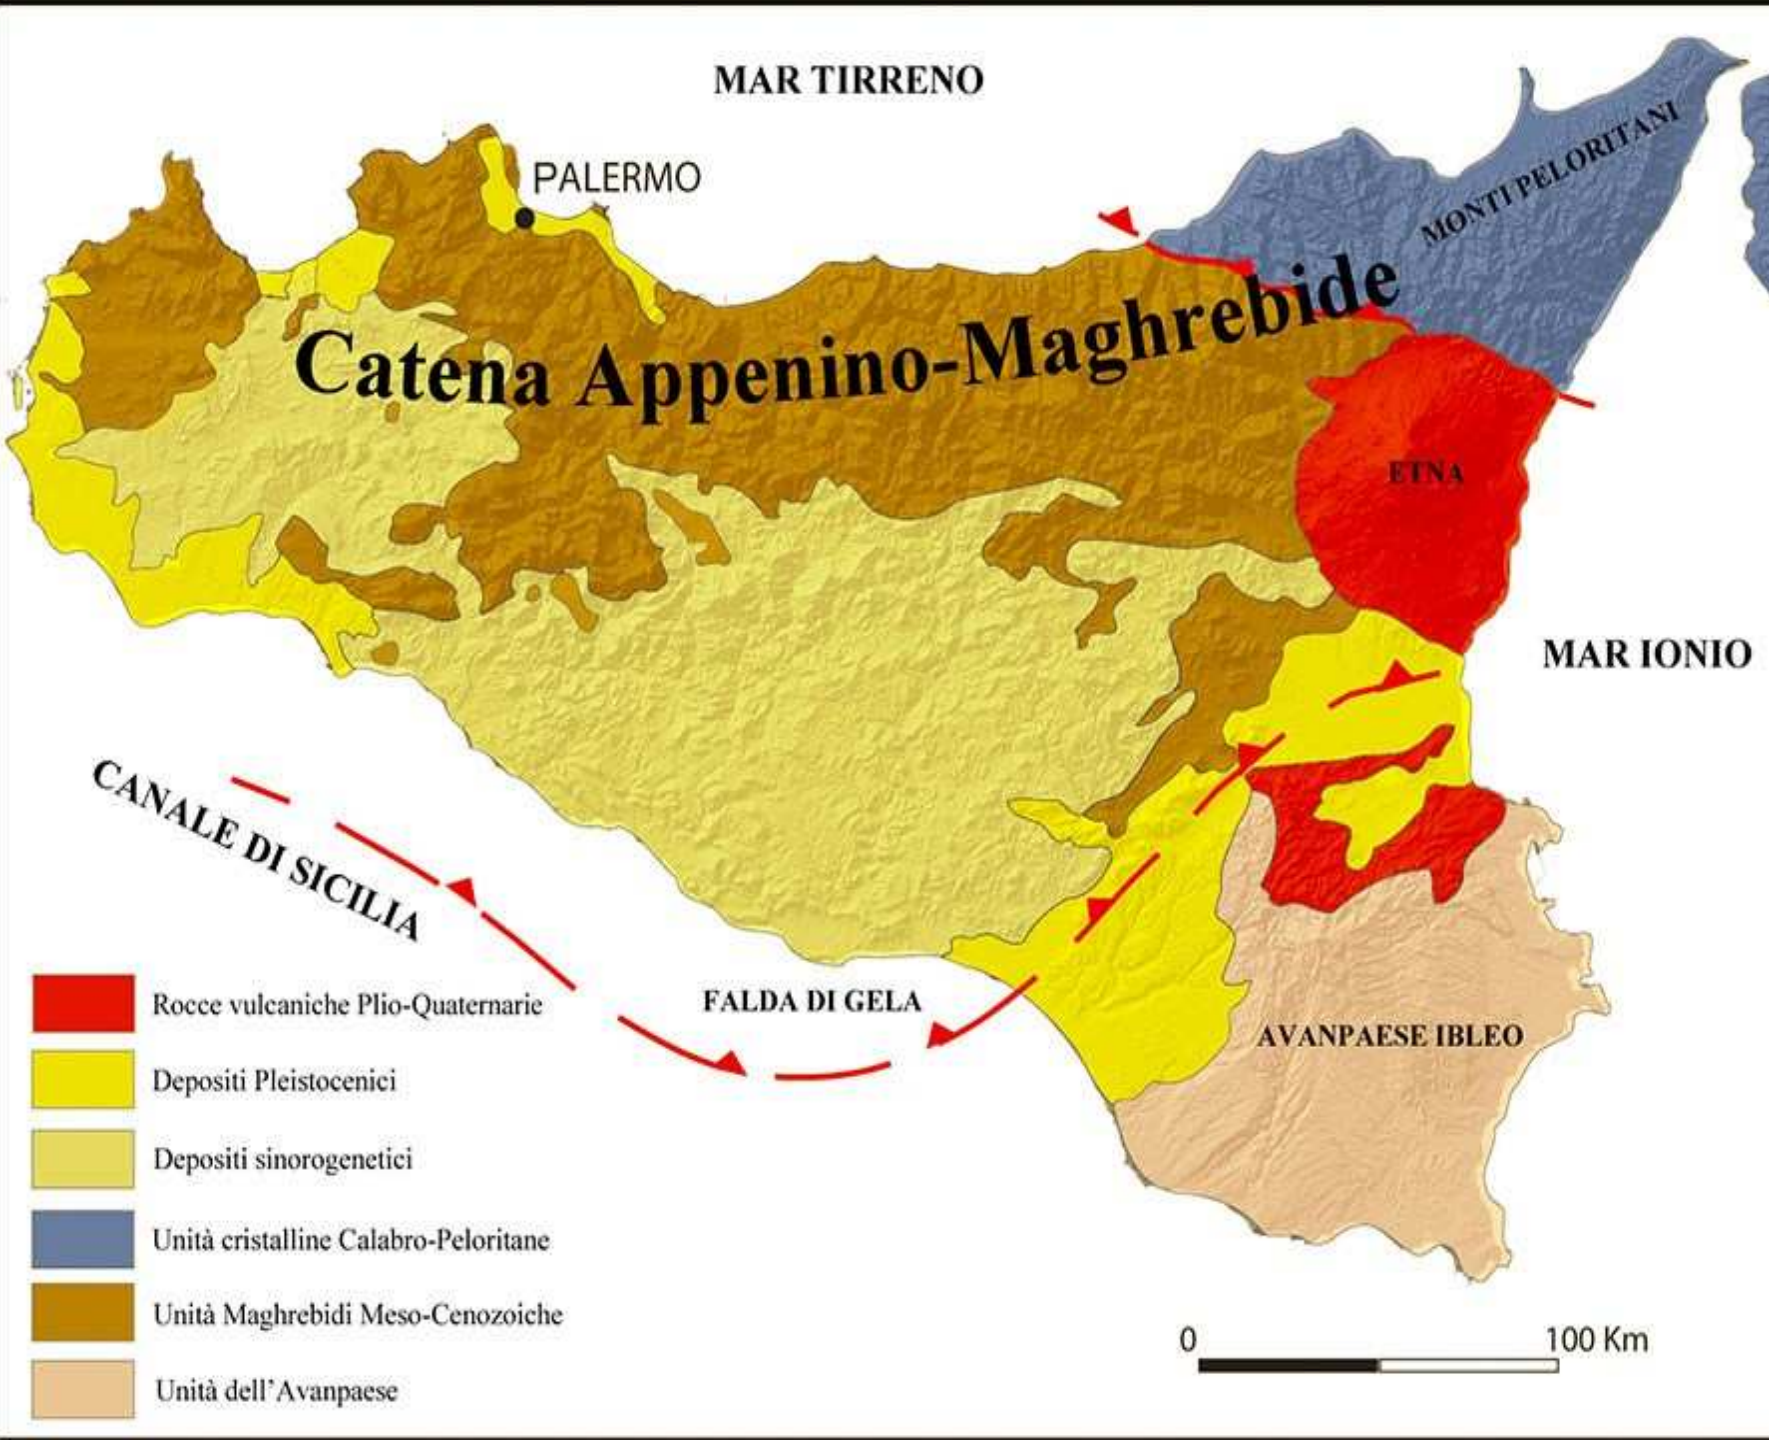 MAR TIRRENO
PALERMO
MONTI PELORITANI
Catena Appenino-Maghrebide
ETNA
MAR IONIO
CANALE DI SICILIA
FALDA DI GELA
AVANPAESE IBLEO
Rocce vulcaniche Plio-Quaternarie
Depositi Pleistocenici
Depositi sinorogenetici
Unità cristalline Calabro-Peloritane
Unità Maghrebidi Meso-Cenozoiche
Unità dell'Avanpaese
0 100 Km